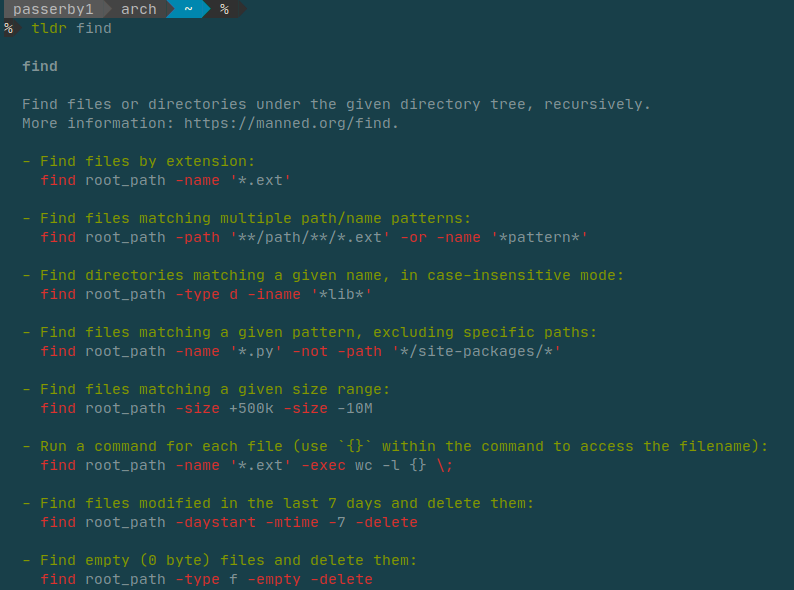 passerby1 arch ~ %
% tldr find
find
Find files or directories under the given directory tree, recursively.
More information: https://manned.org/find.
- Find files by extension:
find root_path -name '*.ext'
- Find files matching multiple path/name patterns:
find root_path -path '**/path/**/*.ext' -or -name '*pattern*'
- Find directories matching a given name, in case-insensitive mode:
find root_path -type d -iname '*lib*'
- Find files matching a given pattern, excluding specific paths:
find root_path -name '*.py' -not -path '*/site-packages/*'
- Find files matching a given size range:
find root_path -size +500k -size -10M
- Run a command for each file (use `{}` within the command to access the filename):
find root_path -name '*.ext' -exec wc -l {} \;
- Find files modified in the last 7 days and delete them:
find root_path -daystart -mtime -7 -delete
- Find empty (0 byte) files and delete them:
find root_path -type f -empty -delete